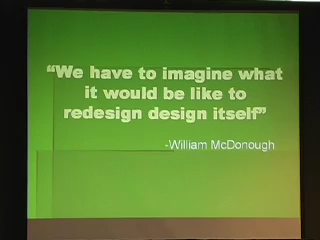 “We have to imagine what
it would be like to
redesign design itself”
-William McDonough